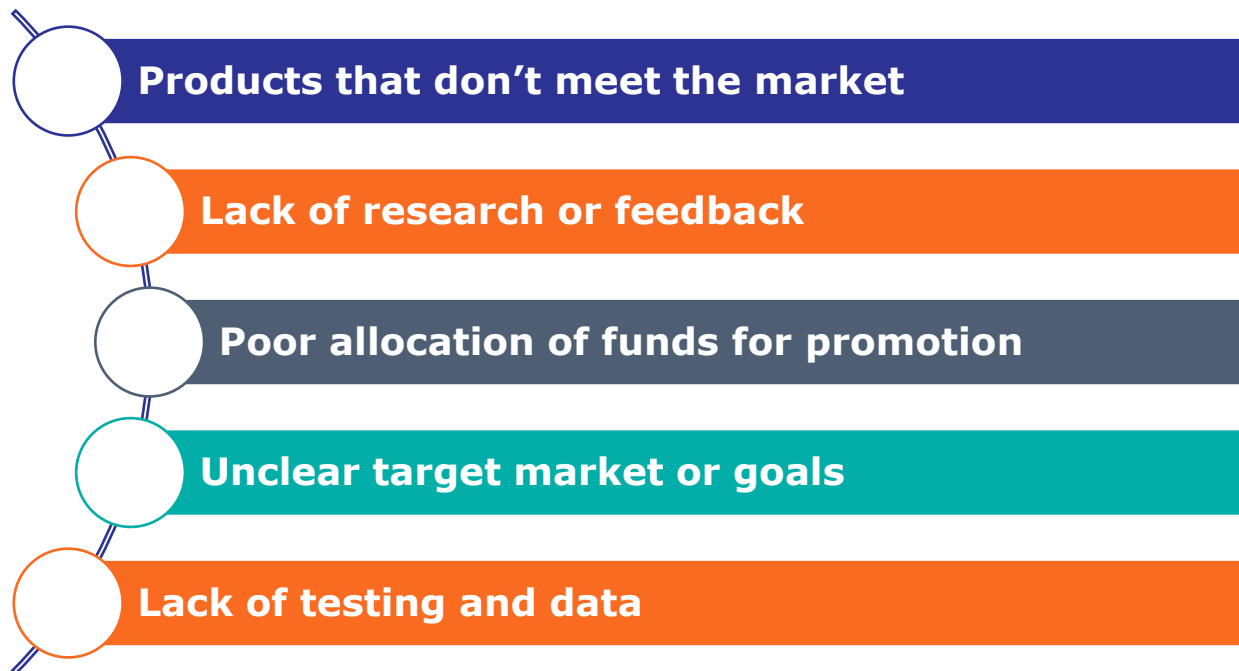 Products that don’t meet the market
Lack of research or feedback
Poor allocation of funds for promotion
Unclear target market or goals
Lack of testing and data